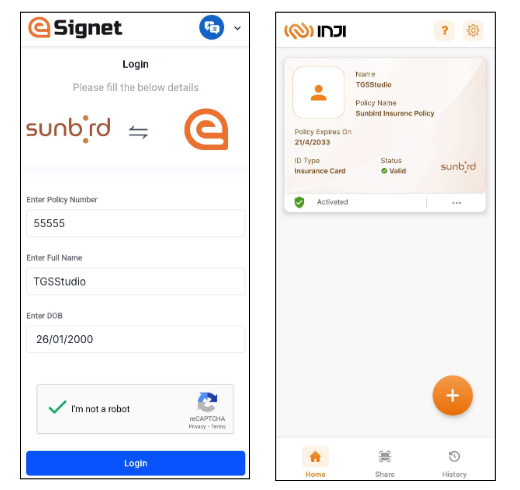 eSignet
Login
Please fill the below details
sunbird
e
Enter Policy Number
55555
Enter Full Name
TGSStudio
Enter DOB
26/01/2000
I'm not a robot
reCAPTCHA
Privacy - Terms
Login
INJI
?
Name
TGSStudio
Policy Name
Sunbird Insurenc Policy
Policy Expires On
21/4/2033
ID Type
Status
Insurance Card
Valid
sunbird
Activated
...
+
Home
Share
History